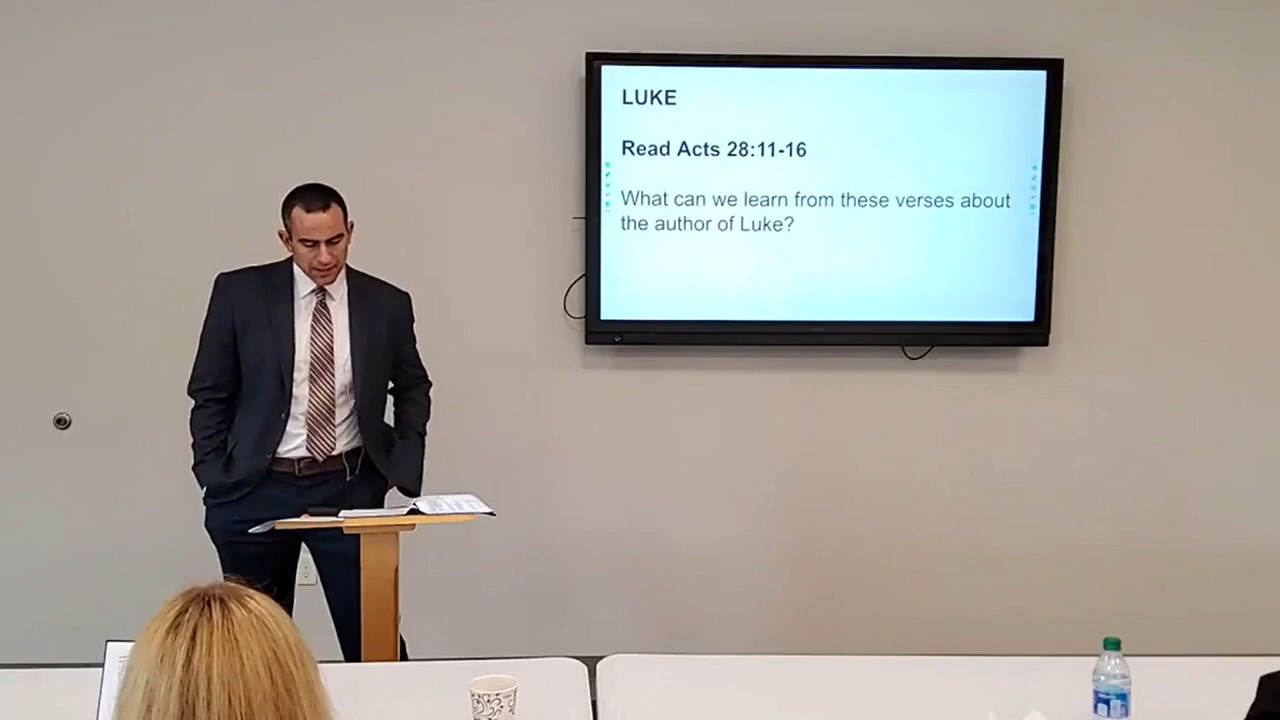 LUKE
Read Acts 28:11-16
What can we learn from these verses about
the author of Luke?